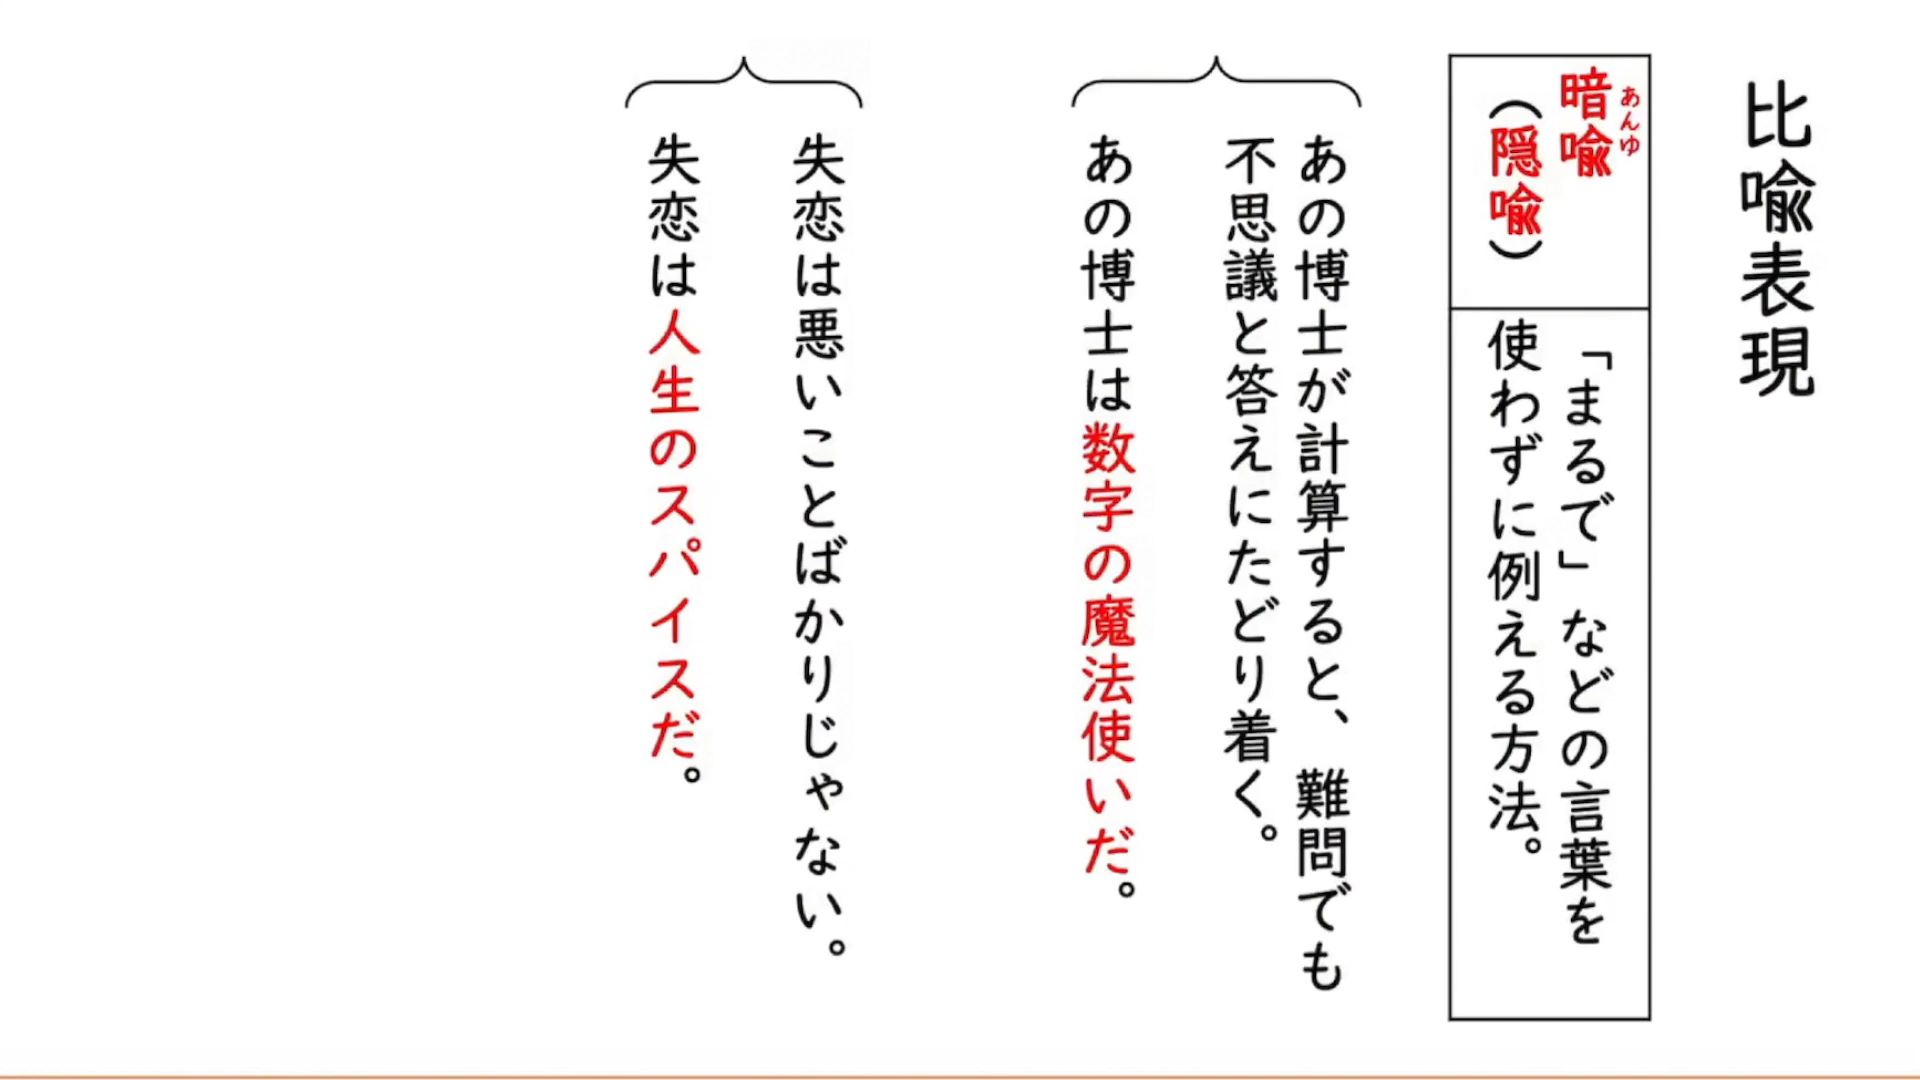 比喩表現
あんゆ
暗喩
（隠喩）
「まるで」などの言葉を
使わずに例える方法。
あの博士が計算すると、難問でも
不思議と答えにたどり着く。
あの博士は数字の魔法使いだ。
失恋は悪いことばかりじゃない。
失恋は人生のスパイスだ。